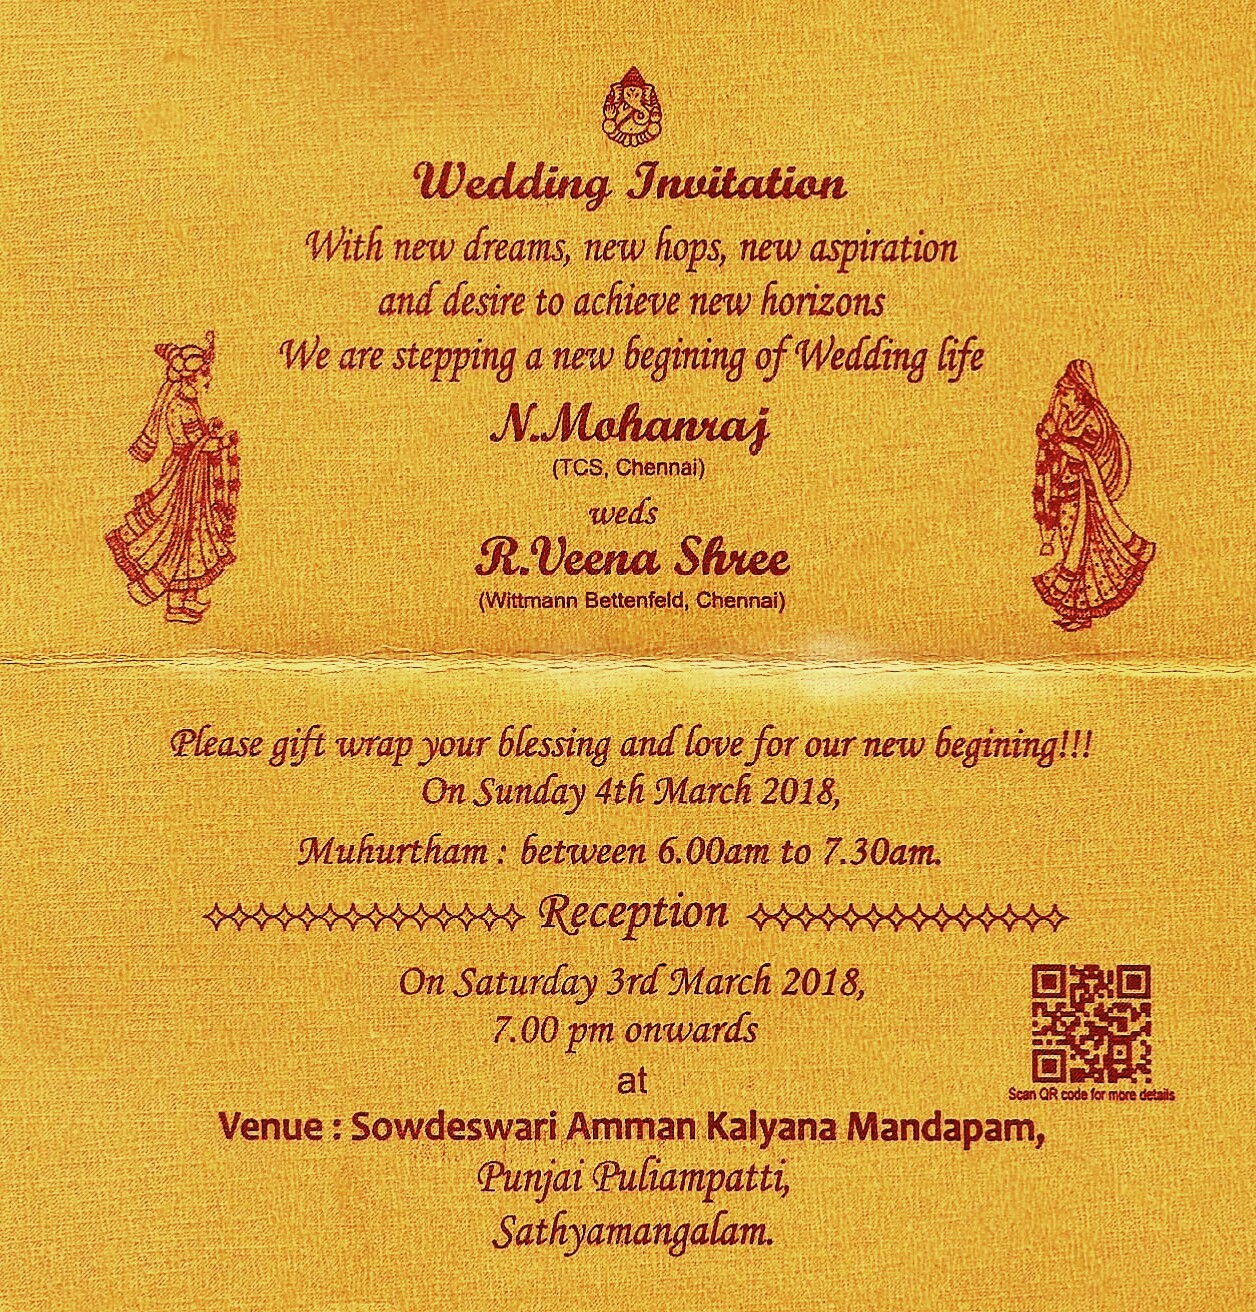 Wedding Invitation
With new dreams, new hops, new aspiration
and desire to achieve new horizons
We are stepping a new begining of Wedding life
N.Mohanraj
(TCS, Chennai)
weds
R.Veena Shree
(Wittmann Bettenfeld, Chennai)
Please gift wrap your blessing and love for our new begining!!!
On Sunday 4th March 2018,
Muhurtham : between 6.00am to 7.30am.
Reception
On Saturday 3rd March 2018,
7.00 pm onwards
at
Scan QR code for more details
Venue : Sowdeswari Amman Kalyana Mandapam,
Punjai Puliampatti,
Sathyamangalam.